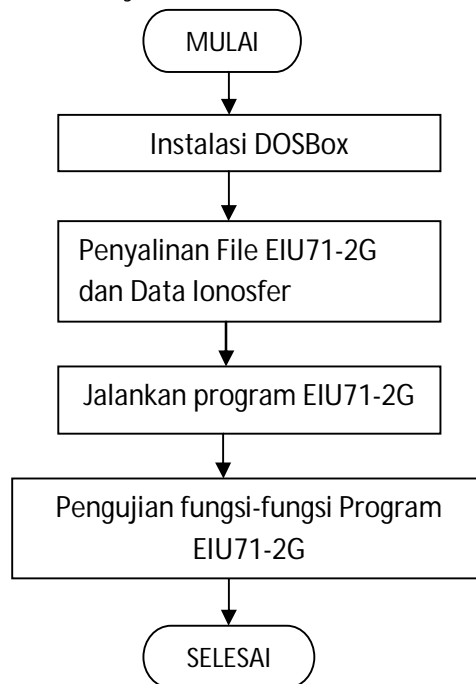 MULAI
Instalasi DOSBox
Penyalinan File EIU71-2G
dan Data Ionosfer
Jalankan program EIU71-2G
Pengujian fungsi-fungsi Program
EIU71-2G
SELESAI